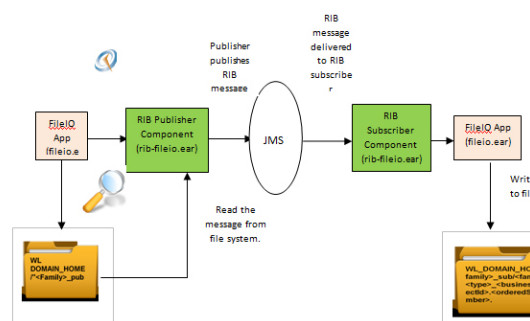 Publisher
publishes
RIB
message
RIB
message
delivered
to RIB
subscribe
r
FileIO
App
(fileio.e
RIB Publisher
Component
(rib-fileio.ear)
JMS
RIB
Subscriber
Component
(rib-fileio.ear)
FileIO App
(fileio.ear)
Read the
message from
file system.
Writ
to fil
WL
DOMAIN_HOME
/"<Family>_pub
WL_DOMAIN_HO
family>_sub/<fam
<type>_<busines
ectId>.<orderedS
mber>.